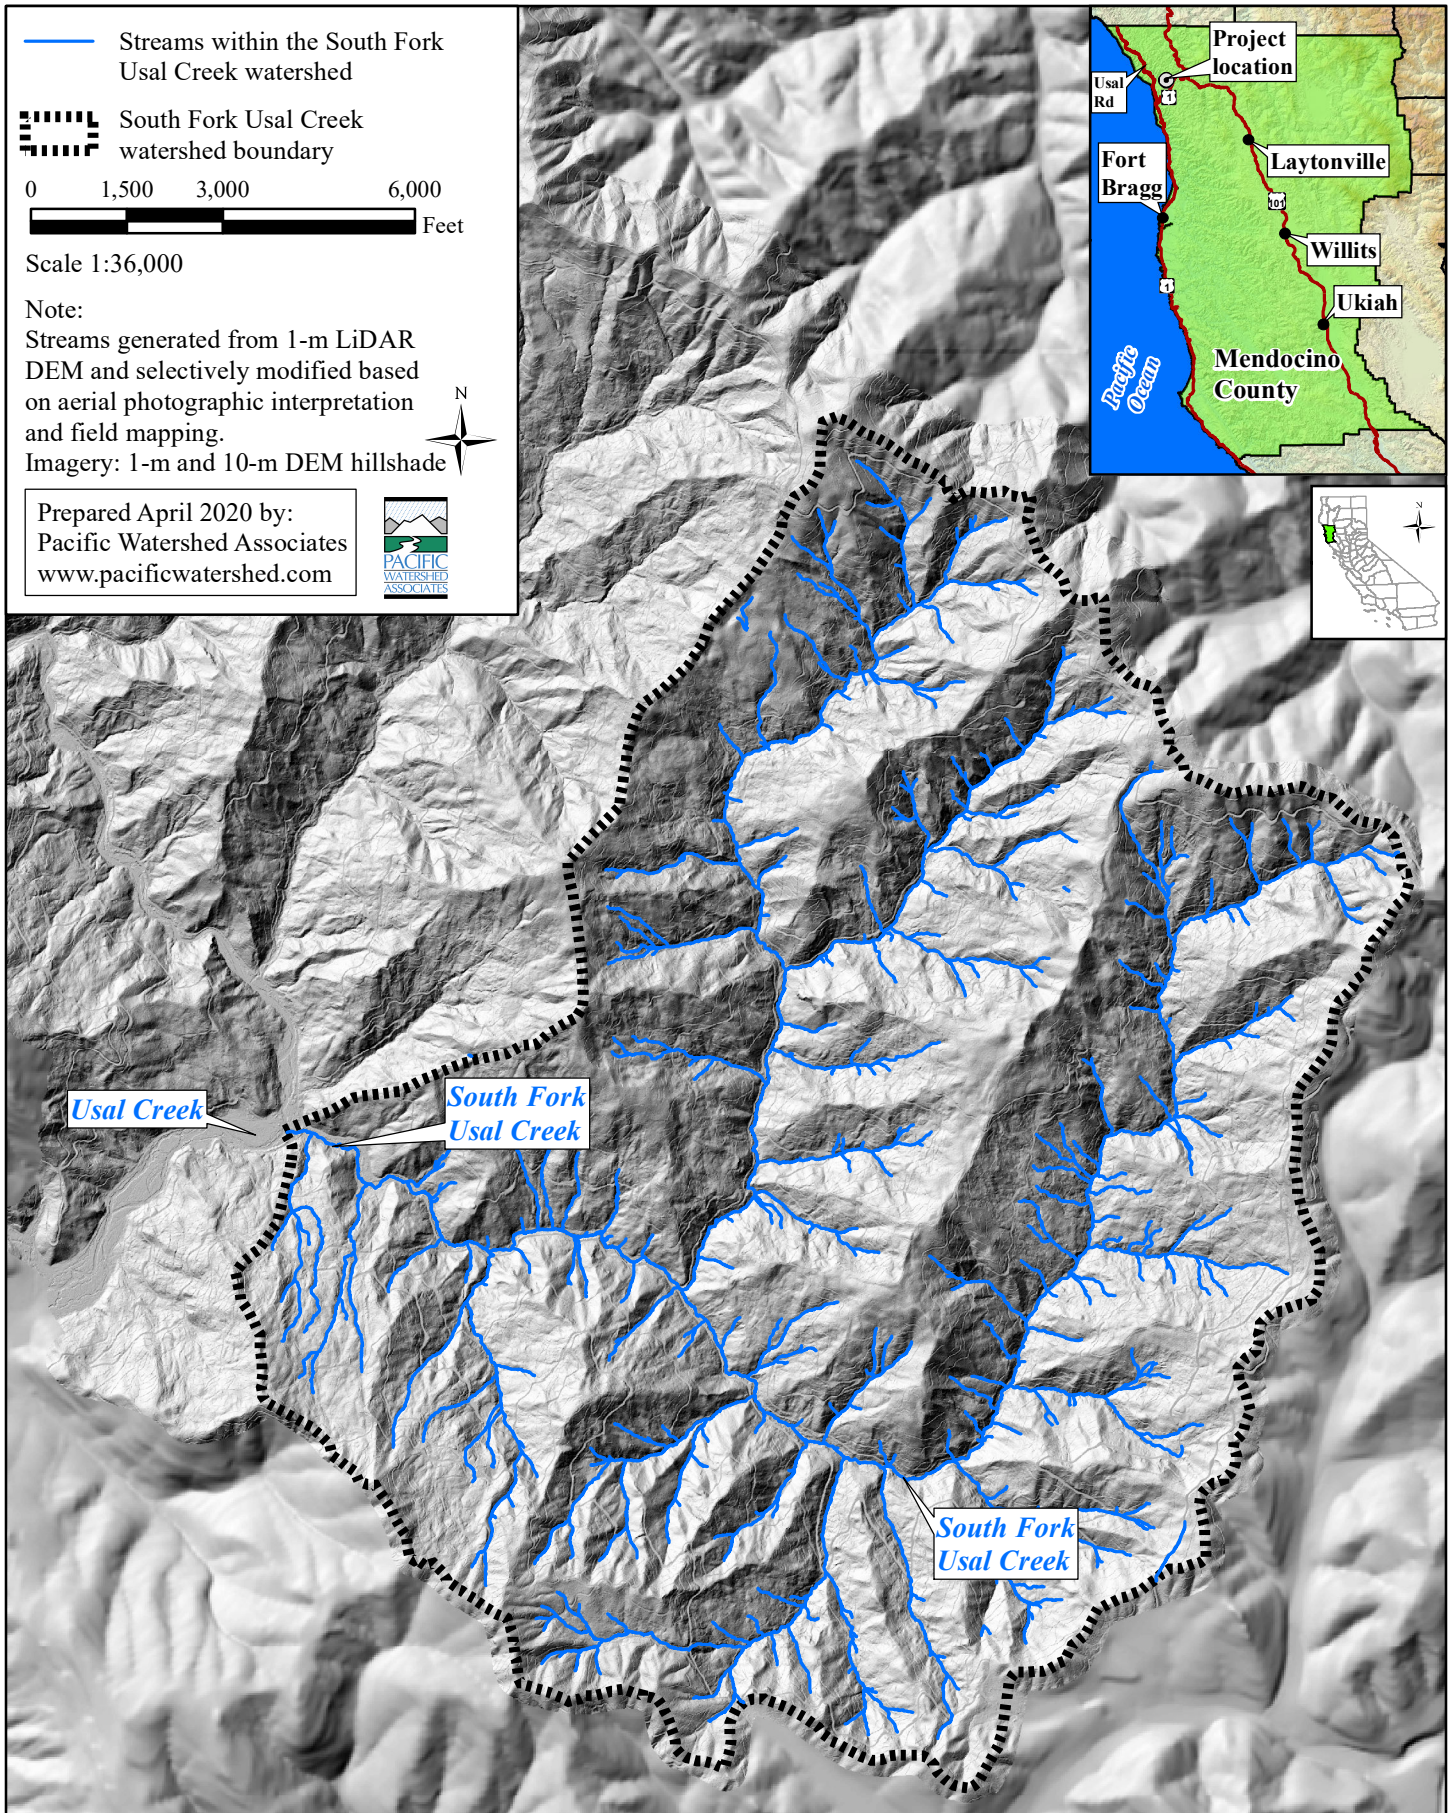 Streams within the South Fork
Usal Creek watershed
South Fork Usal Creek
watershed boundary
0 1,500 3,000 6,000
Feet
Scale 1:36,000
Note:
Streams generated from 1-m LiDAR
DEM and selectively modified based
on aerial photographic interpretation
and field mapping.
Imagery: 1-m and 10-m DEM hillshade
N
Prepared April 2020 by:
Pacific Watershed Associates
www.pacificwatershed.com
PACIFIC
WATERSHED
ASSOCIATES
Project
location
Usal
Rd
1
Fort
Bragg
Laytonville
101
Willits
1
Ukiah
Pacific
Ocean
Mendocino
County
N
Usal Creek
South Fork
Usal Creek
South Fork
Usal Creek